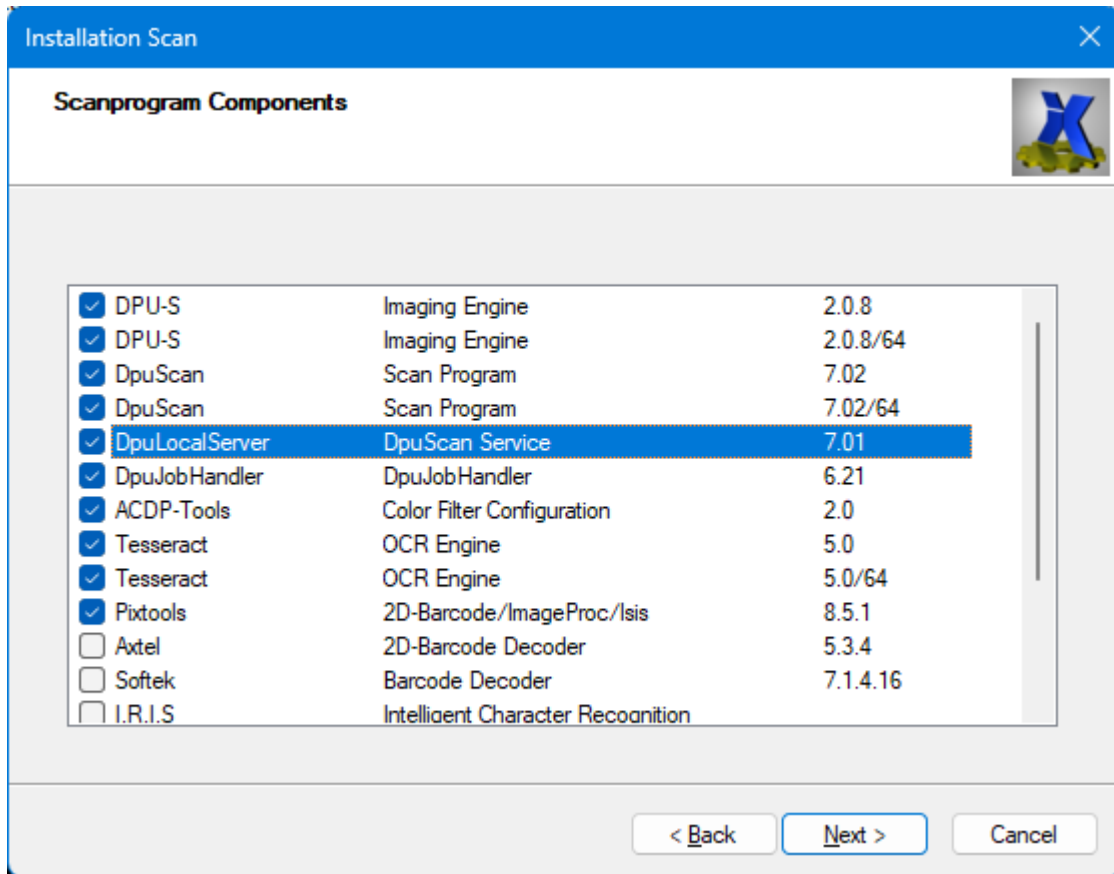 Installation Scan
Scanprogram Components
DPU-S Imaging Engine 2.0.8
DPU-S Imaging Engine 2.0.8/64
DpuScan Scan Program 7.02
DpuScan Scan Program 7.02/64
DpuLocalServer DpuScan Service 7.01
DpuJobHandler DpuJobHandler 6.21
ACDP-Tools Color Filter Configuration 2.0
Tesseract OCR Engine 5.0
Tesseract OCR Engine 5.0/64
Pixtools 2D-Barcode/ImageProc/Isis 8.5.1
Axtel 2D-Barcode Decoder 5.3.4
Softek Barcode Decoder 7.1.4.16
I.R.I.S Intelligent Character Recognition
< Back Next > Cancel